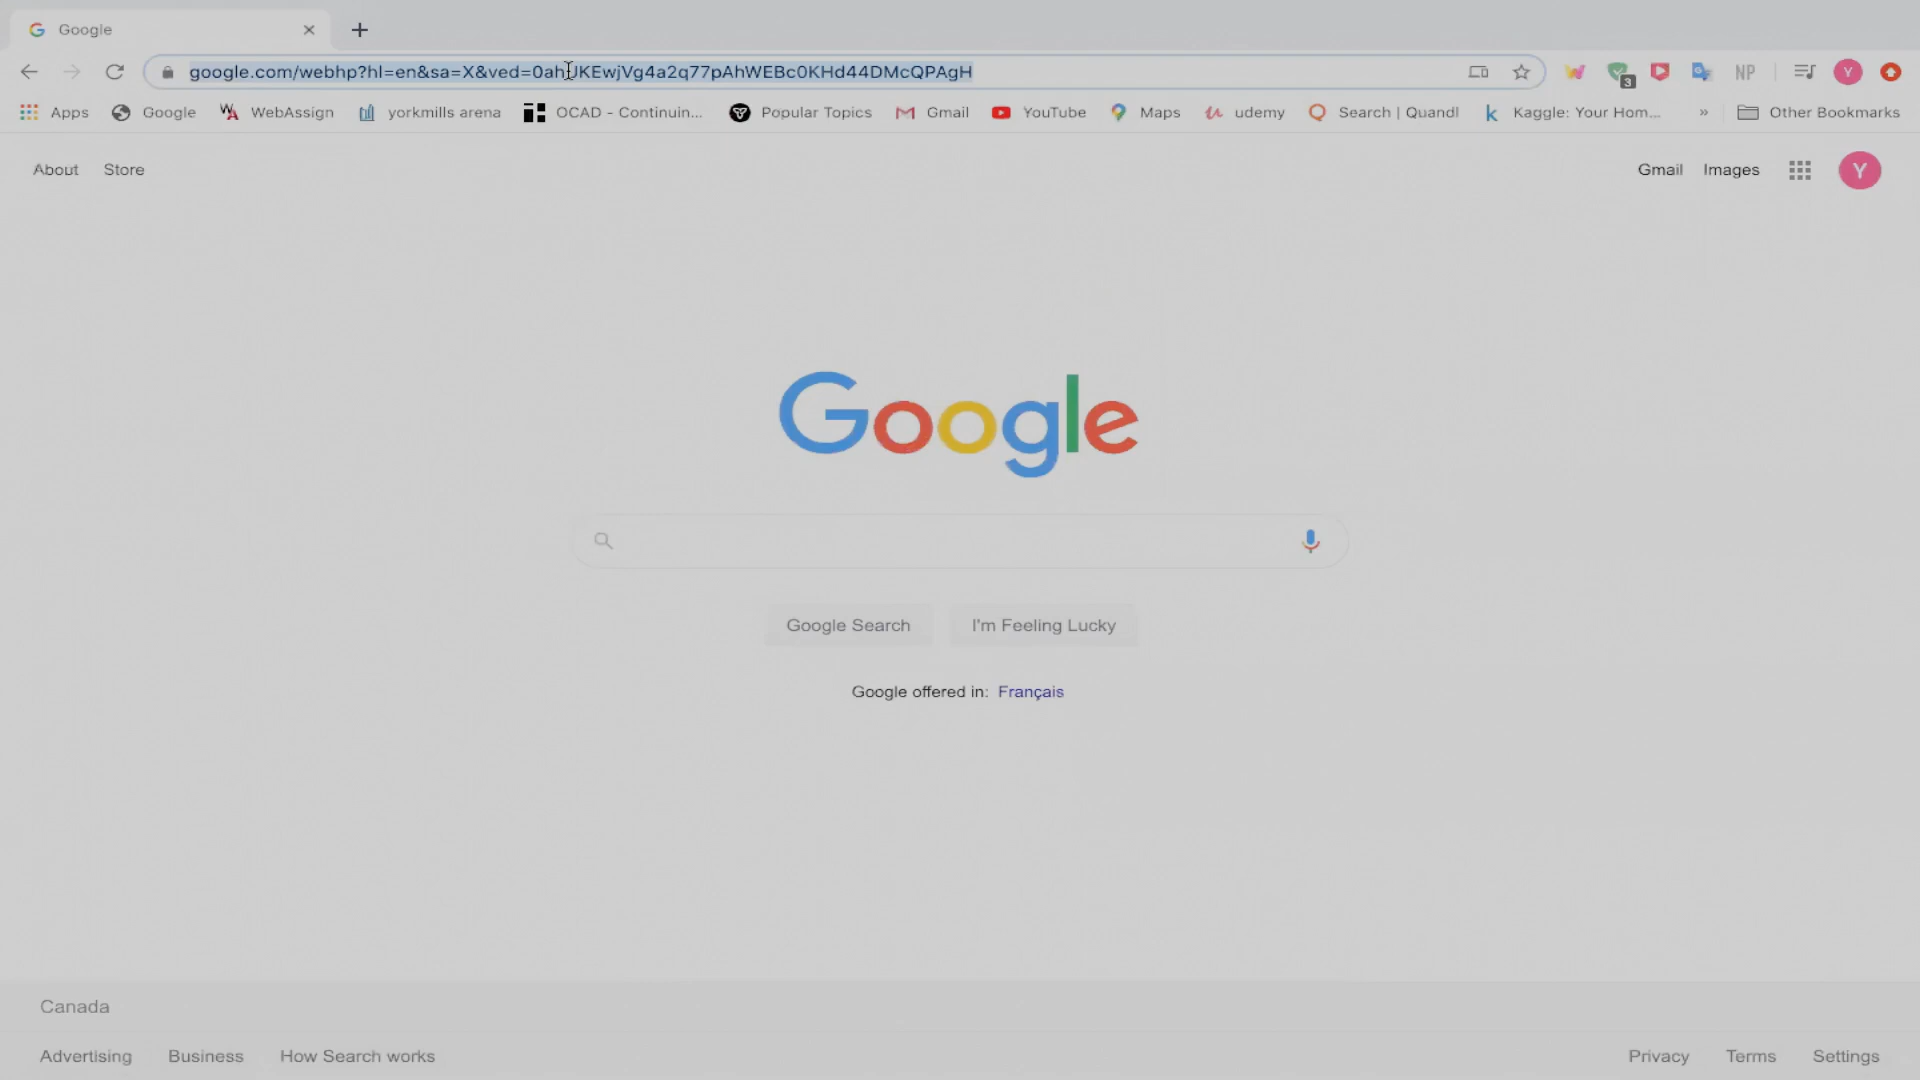 Google
google.com/webhp?hl=en&sa=X&ved=0ahUKEwjVg4a2q77pAhWEBc0KHd44DMcQPAgH
3
NP
Y
Apps Google WebAssign yorkmills arena OCAD - Continuin... Popular Topics Gmail YouTube Maps udemy Search | Quandl Kaggle: Your Hom... » Other Bookmarks
About Store Gmail Images Y
Google
Google Search I'm Feeling Lucky
Google offered in: Français
Canada
Advertising Business How Search works Privacy Terms Settings